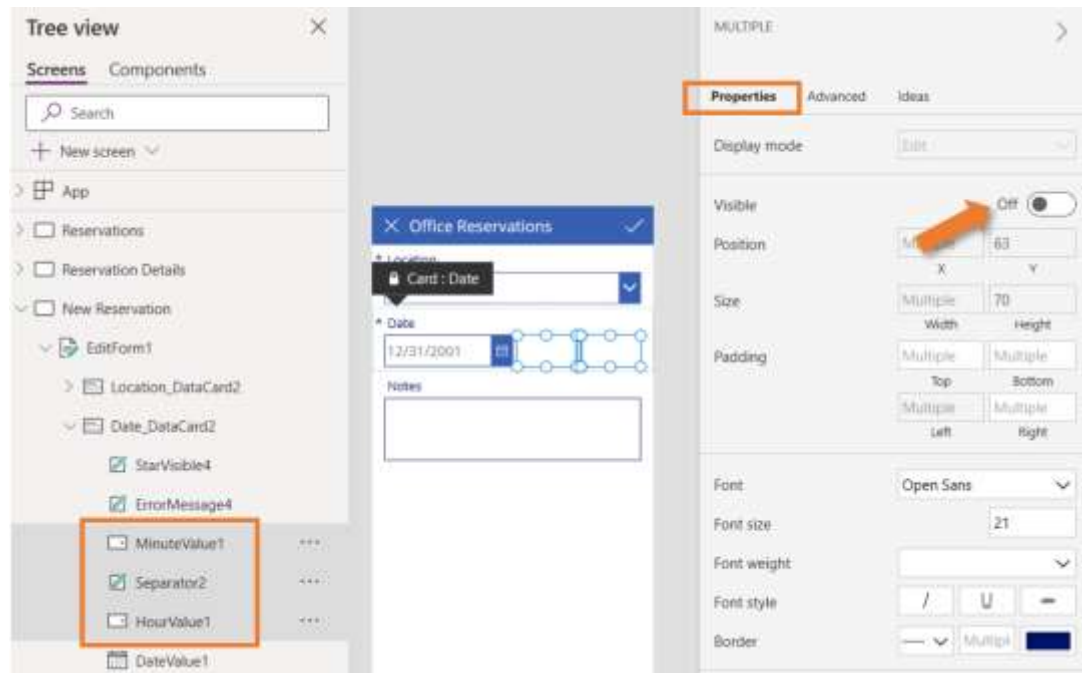 Tree view
Screens Components
Search
New screen
App
Reservations
Reservation Details
New Reservation
EditForm1
Location_DataCard2
Date_DataCard2
StarVisible4
ErrorMessage4
MinuteValue1
Separator2
HourValue1
DateValue1
Office Reservations
* Location
Card : Date
* Date
12/31/2001
Notes
MULTIPLE
Properties Advanced Ideas
Display mode Edit
Visible Off
Position 63
X Y
Size Multiple 70
Width Height
Padding Multiple Multiple
Top Bottom
Multiple Multiple
Left Right
Font Open Sans
Font size 21
Font weight
Font style / U
Border Multipl